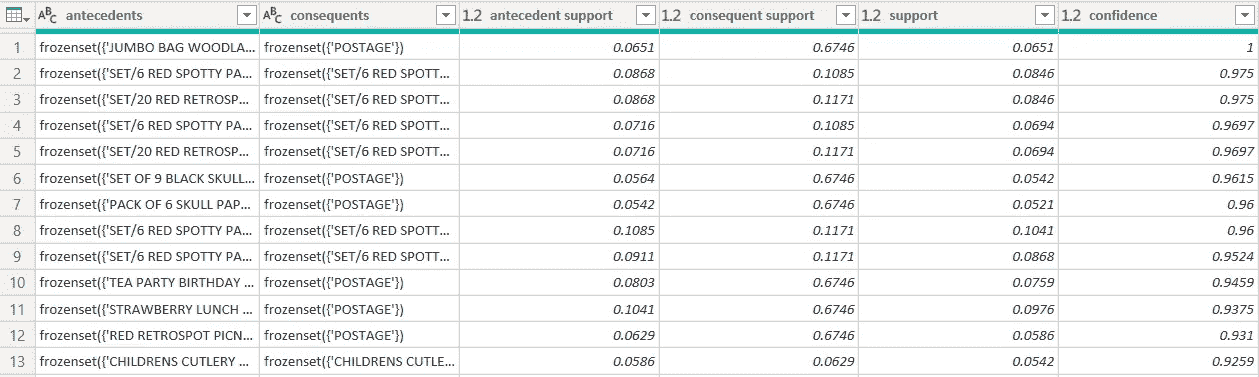 ABC antecedents ABC consequents 1.2 antecedent support 1.2 consequent support 1.2 support 1.2 confidence
1 frozenset({'JUMBO BAG WOODLA... frozenset({'POSTAGE'}) 0.0651 0.6746 0.0651 1
2 frozenset({'SET/6 RED SPOTTY PA... frozenset({'SET/6 RED SPOTT... 0.0868 0.1085 0.0846 0.975
3 frozenset({'SET/20 RED RETROSP... frozenset({'SET/6 RED SPOTT... 0.0868 0.1171 0.0846 0.975
4 frozenset({'SET/6 RED SPOTTY PA... frozenset({'SET/6 RED SPOTT... 0.0716 0.1085 0.0694 0.9697
5 frozenset({'SET/20 RED RETROSP... frozenset({'SET/6 RED SPOTT... 0.0716 0.1171 0.0694 0.9697
6 frozenset({'SET OF 9 BLACK SKULL... frozenset({'POSTAGE'}) 0.0564 0.6746 0.0542 0.9615
7 frozenset({'PACK OF 6 SKULL PAP... frozenset({'POSTAGE'}) 0.0542 0.6746 0.0521 0.96
8 frozenset({'SET/6 RED SPOTTY PA... frozenset({'SET/6 RED SPOTT... 0.1085 0.1171 0.1041 0.96
9 frozenset({'SET/6 RED SPOTTY PA... frozenset({'SET/6 RED SPOTT... 0.0911 0.1171 0.0868 0.9524
10 frozenset({'TEA PARTY BIRTHDAY ... frozenset({'POSTAGE'}) 0.0803 0.6746 0.0759 0.9459
11 frozenset({'STRAWBERRY LUNCH ... frozenset({'POSTAGE'}) 0.1041 0.6746 0.0976 0.9375
12 frozenset({'RED RETROSPOT PICN... frozenset({'POSTAGE'}) 0.0629 0.6746 0.0586 0.931
13 frozenset({'CHILDRENS CUTLERY ... frozenset({'CHILDRENS CUTLE... 0.0586 0.0629 0.0542 0.9259